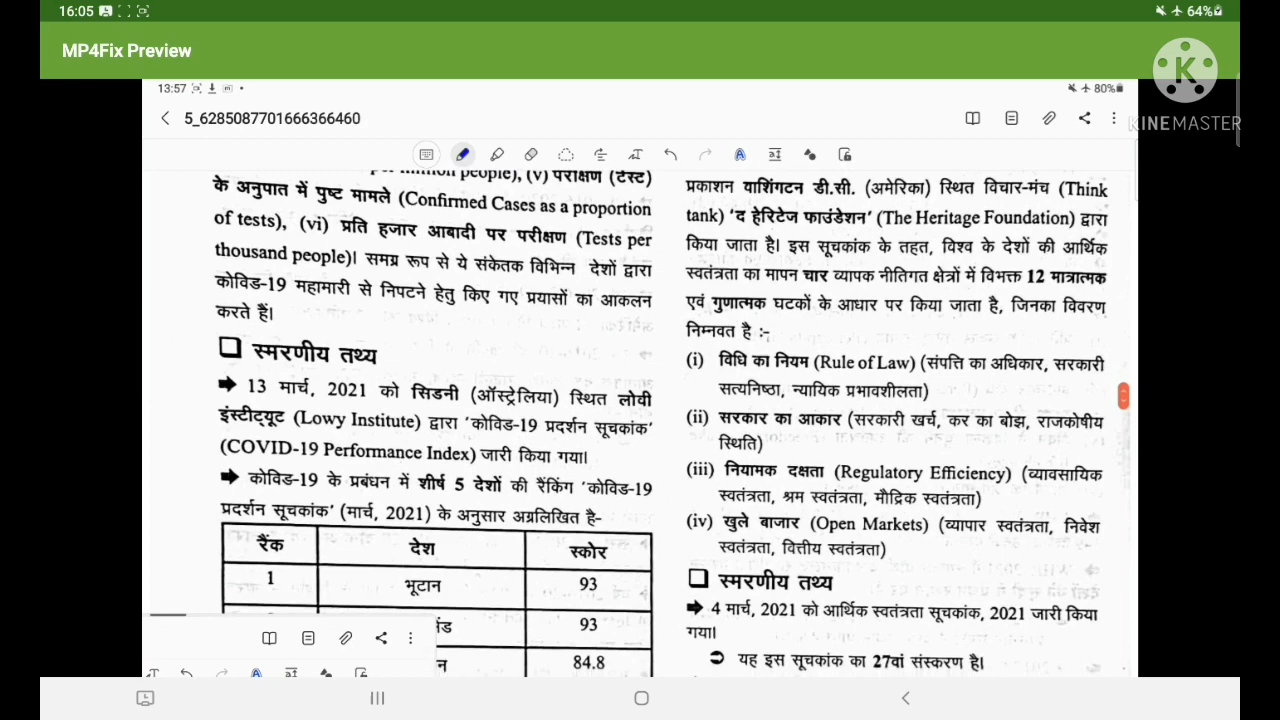 16:05
64%
MP4Fix Preview
KINEMASTER
13:57
80%
5_6285087701666366460
million people), (v) परीक्षण (टेस्ट)
के अनुपात में पुष्ट मामले (Confirmed Cases as a proportion
of tests), (vi) प्रति हजार आबादी पर परीक्षण (Tests per
thousand people)। समग्र रूप से ये संकेतक विभिन्न देशों द्वारा
कोविड-19 महामारी से निपटने हेतु किए गए प्रयासों का आकलन
करते हैं।
स्मरणीय तथ्य
➡ 13 मार्च, 2021 को सिडनी (ऑस्ट्रेलिया) स्थित लोवी
इंस्टीट्यूट (Lowy Institute) द्वारा 'कोविड-19 प्रदर्शन सूचकांक'
(COVID-19 Performance Index) जारी किया गया।
➡ कोविड-19 के प्रबंधन में शीर्ष 5 देशों की रैंकिंग 'कोविड-19
प्रदर्शन सूचकांक' (मार्च, 2021) के अनुसार अग्रलिखित है-
रैंक देश स्कोर
1 भूटान 93
93
84.8
प्रकाशन वाशिंगटन डी.सी. (अमेरिका) स्थित विचार-मंच (Think
tank) 'द हेरिटेज फाउंडेशन' (The Heritage Foundation) द्वारा
किया जाता है। इस सूचकांक के तहत, विश्व के देशों की आर्थिक
स्वतंत्रता का मापन चार व्यापक नीतिगत क्षेत्रों में विभक्त 12 मात्रात्मक
एवं गुणात्मक घटकों के आधार पर किया जाता है, जिनका विवरण
निम्नवत है :-
(i) विधि का नियम (Rule of Law) (संपत्ति का अधिकार, सरकारी
सत्यनिष्ठा, न्यायिक प्रभावशीलता)
(ii) सरकार का आकार (सरकारी खर्च, कर का बोझ, राजकोषीय
स्थिति)
(iii) नियामक दक्षता (Regulatory Efficiency) (व्यावसायिक
स्वतंत्रता, श्रम स्वतंत्रता, मौद्रिक स्वतंत्रता)
(iv) खुले बाजार (Open Markets) (व्यापार स्वतंत्रता, निवेश
स्वतंत्रता, वित्तीय स्वतंत्रता)
स्मरणीय तथ्य
➡ 4 मार्च, 2021 को आर्थिक स्वतंत्रता सूचकांक, 2021 जारी किया
गया।
➲ यह इस सूचकांक का 27वां संस्करण है।